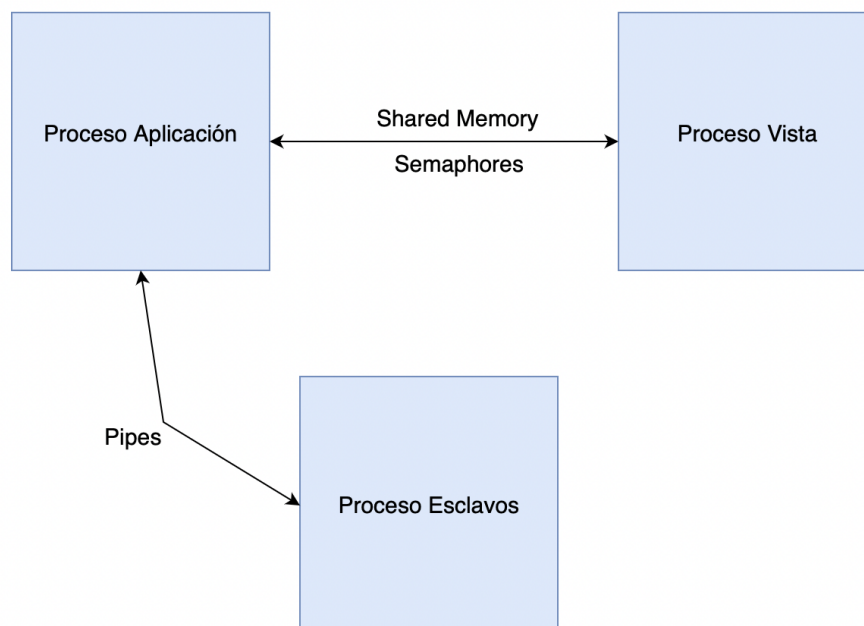 Proceso Aplicación
Shared Memory
Semaphores
Proceso Vista
Pipes
Proceso Esclavos